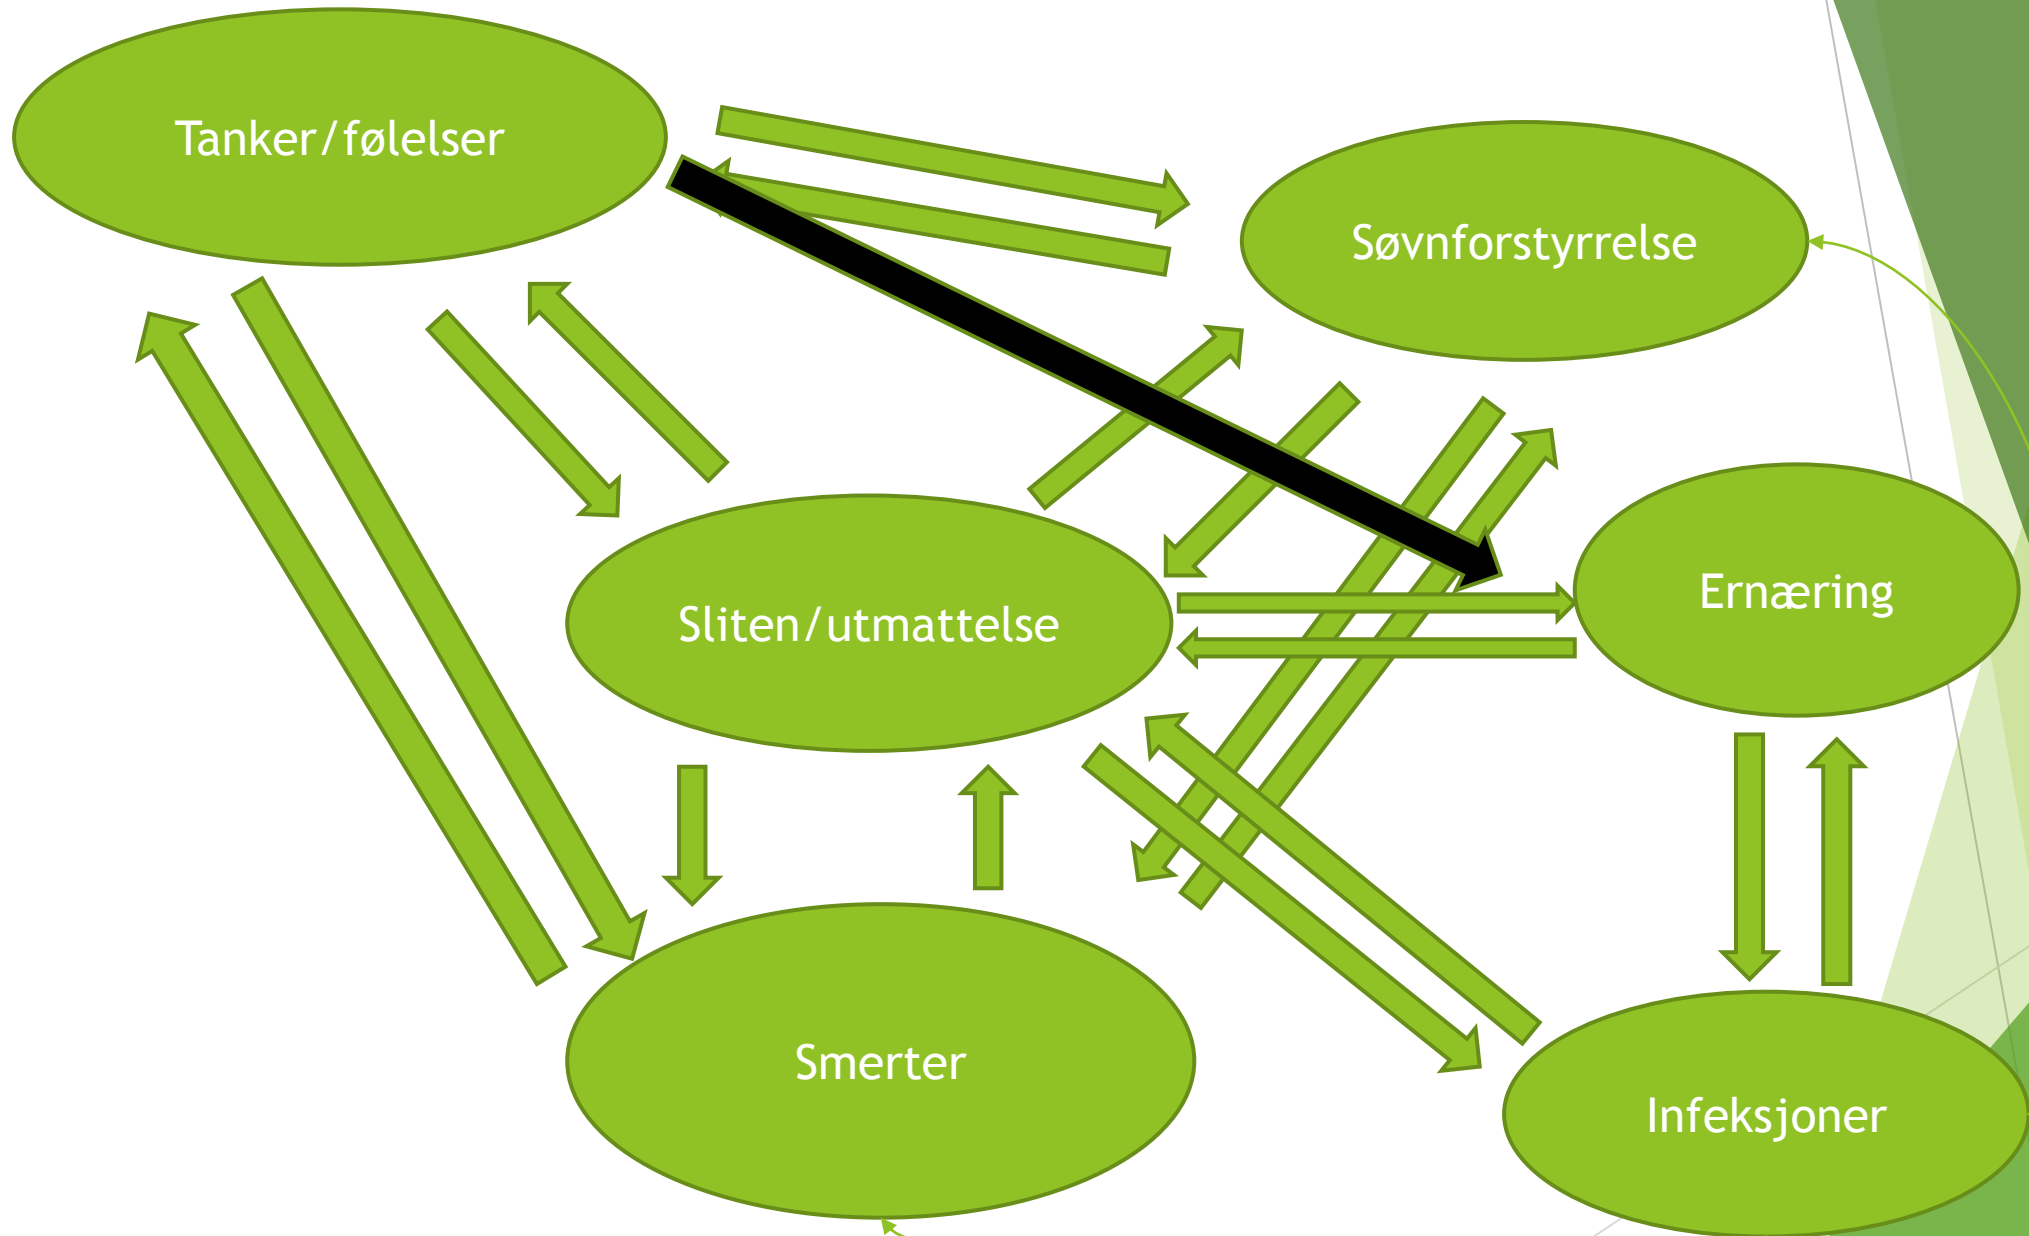 Tanker/følelser
Søvnforstyrrelse
Ernæring
Sliten/utmattelse
Smerter
Infeksjoner